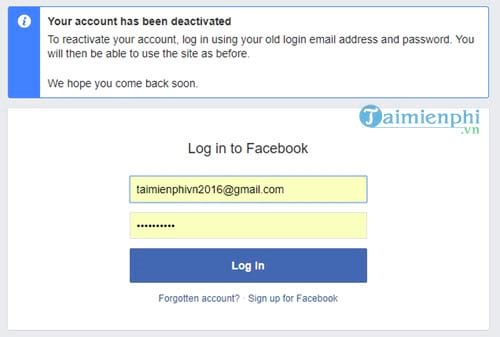 Your account has been deactivated
To reactivate your account, log in using your old login email address and password. You
will then be able to use the site as before.
We hope you come back soon.
Taimienphi
.vn
Log in to Facebook
taimienphivn2016@gmail.com
••••••••••
Log In
Forgotten account? · Sign up for Facebook